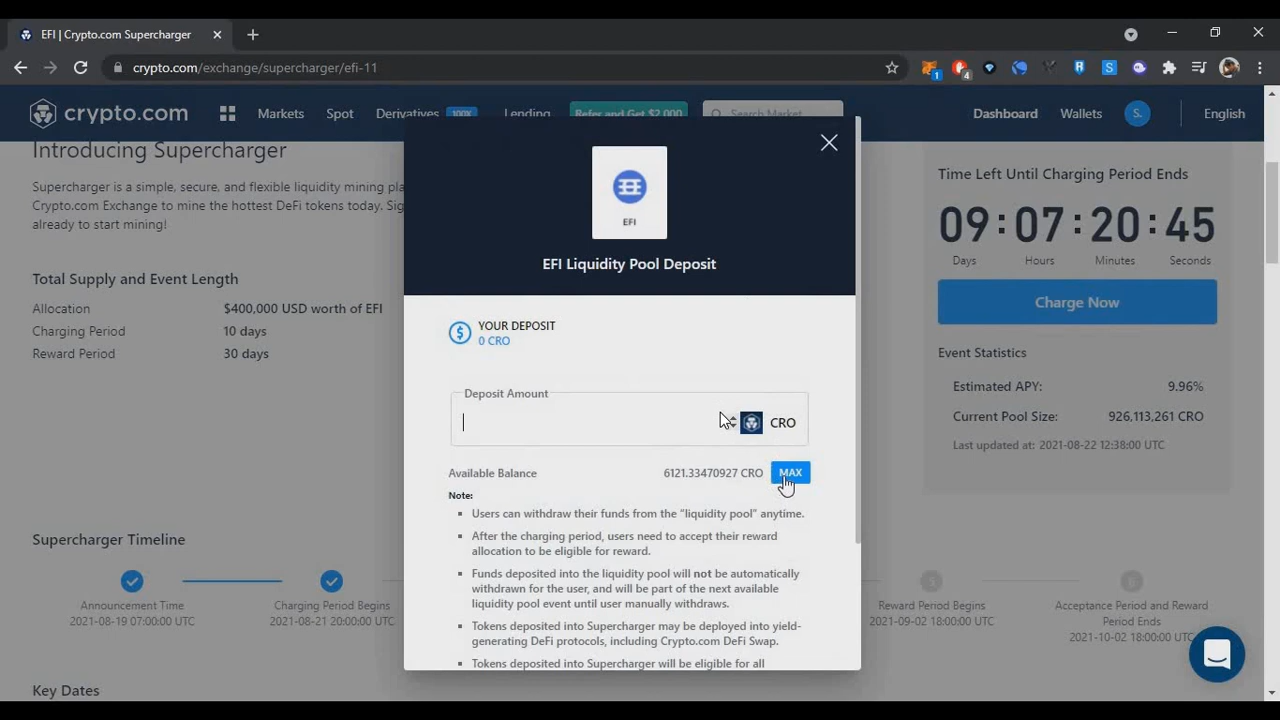 EFI | Crypto.com Supercharger
crypto.com/exchange/supercharger/efi-11
1
4
crypto.com
Markets
Spot
Derivatives 100X
Lending
Refer and Get $2,000
Search Market
Dashboard
Wallets
S
English
Introducing Supercharger
Supercharger is a simple, secure, and flexible liquidity mining pla
Crypto.com Exchange to mine the hottest DeFi tokens today. Sig
already to start mining!
Total Supply and Event Length
Allocation $400,000 USD worth of EFI
Charging Period 10 days
Reward Period 30 days
EFI
EFI Liquidity Pool Deposit
YOUR DEPOSIT
0 CRO
Deposit Amount
CRO
Available Balance 6121.33470927 CRO MAX
Note:
Users can withdraw their funds from the "liquidity pool" anytime.
After the charging period, users need to accept their reward
allocation to be eligible for reward.
Funds deposited into the liquidity pool will not be automatically
withdrawn for the user, and will be part of the next available
liquidity pool event until user manually withdraws.
Tokens deposited into Supercharger may be deployed into yield-
generating DeFi protocols, including Crypto.com DeFi Swap.
Tokens deposited into Supercharger will be eligible for all
Time Left Until Charging Period Ends
09 : 07 : 20 : 45
Days Hours Minutes Seconds
Charge Now
Event Statistics
Estimated APY: 9.96%
Current Pool Size: 926,113,261 CRO
Last updated at: 2021-08-22 12:38:00 UTC
Supercharger Timeline
Announcement Time
2021-08-19 07:00:00 UTC
Charging Period Begins
2021-08-21 20:00:00 UTC
Reward Period Begins
2021-09-02 18:00:00 UTC
Acceptance Period and Reward
Period Ends
2021-10-02 18:00:00 UTC
Key Dates